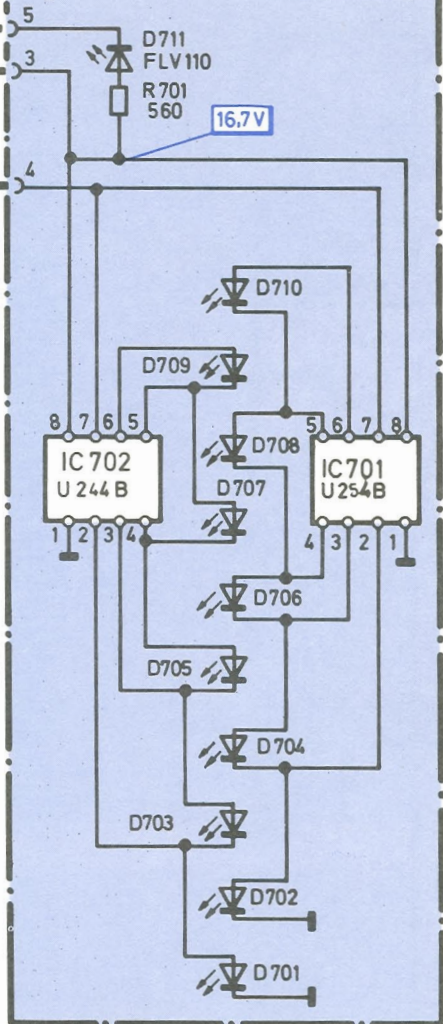 5
D711
FLV110
3
R701
560
16,7V
4
D710
D709
8 7 6 5
D708
5 6 7 8
IC702
U244B
IC701
U254B
D707
1 2 3 4
4 3 2 1
D706
D705
D704
D703
D702
D701